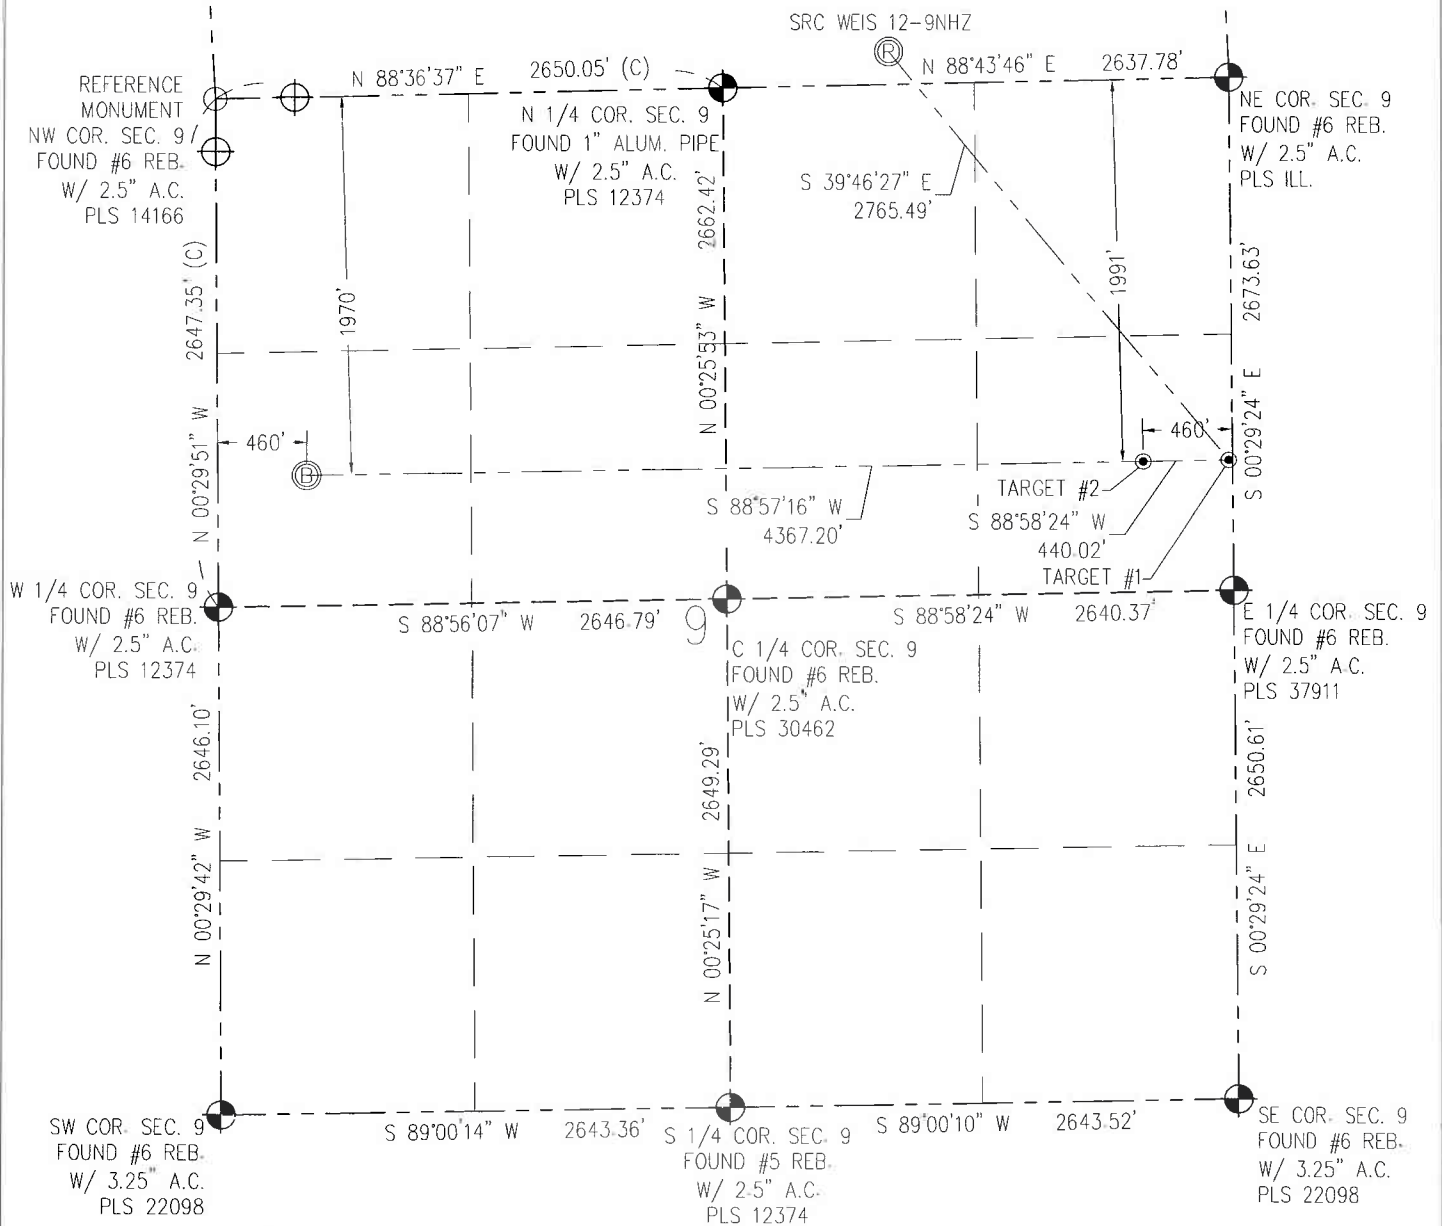 SRC WEIS 12-9NHZ
R
N 88°36'37" E
2650.05' (C)
N 88°43'46" E
2637.78'
REFERENCE
MONUMENT
NW COR. SEC. 9
FOUND #6 REB.
W/ 2.5" A.C.
PLS 14166
N 1/4 COR. SEC. 9
FOUND 1" ALUM. PIPE
W/ 2.5" A.C.
PLS 12374
NE COR. SEC. 9
FOUND #6 REB.
W/ 2.5" A.C.
PLS ILL.
S 39°46'27" E
2765.49'
2647.35' (C)
N 00°29'51" W
1970'
2662.42'
N 00°25'53" W
1991'
2673.63'
S 00°29'24" E
460'
B
460'
TARGET #2
S 88°57'16" W
4367.20'
S 88°58'24" W
440.02'
TARGET #1
W 1/4 COR. SEC. 9
FOUND #6 REB.
W/ 2.5" A.C.
PLS 12374
S 88°56'07" W
2646.79'
9
C 1/4 COR. SEC. 9
FOUND #6 REB.
W/ 2.5" A.C.
PLS 30462
S 88°58'24" W
2640.37'
E 1/4 COR. SEC. 9
FOUND #6 REB.
W/ 2.5" A.C.
PLS 37911
2646.10'
N 00°29'42" W
2649.29'
N 00°25'17" W
2650.61'
S 00°29'24" E
SW COR. SEC. 9
FOUND #6 REB.
W/ 3.25" A.C.
PLS 22098
S 89°00'14" W
2643.36'
S 1/4 COR. SEC. 9
FOUND #5 REB.
W/ 2.5" A.C.
PLS 12374
S 89°00'10" W
2643.52'
SE COR. SEC. 9
FOUND #6 REB.
W/ 3.25" A.C.
PLS 22098